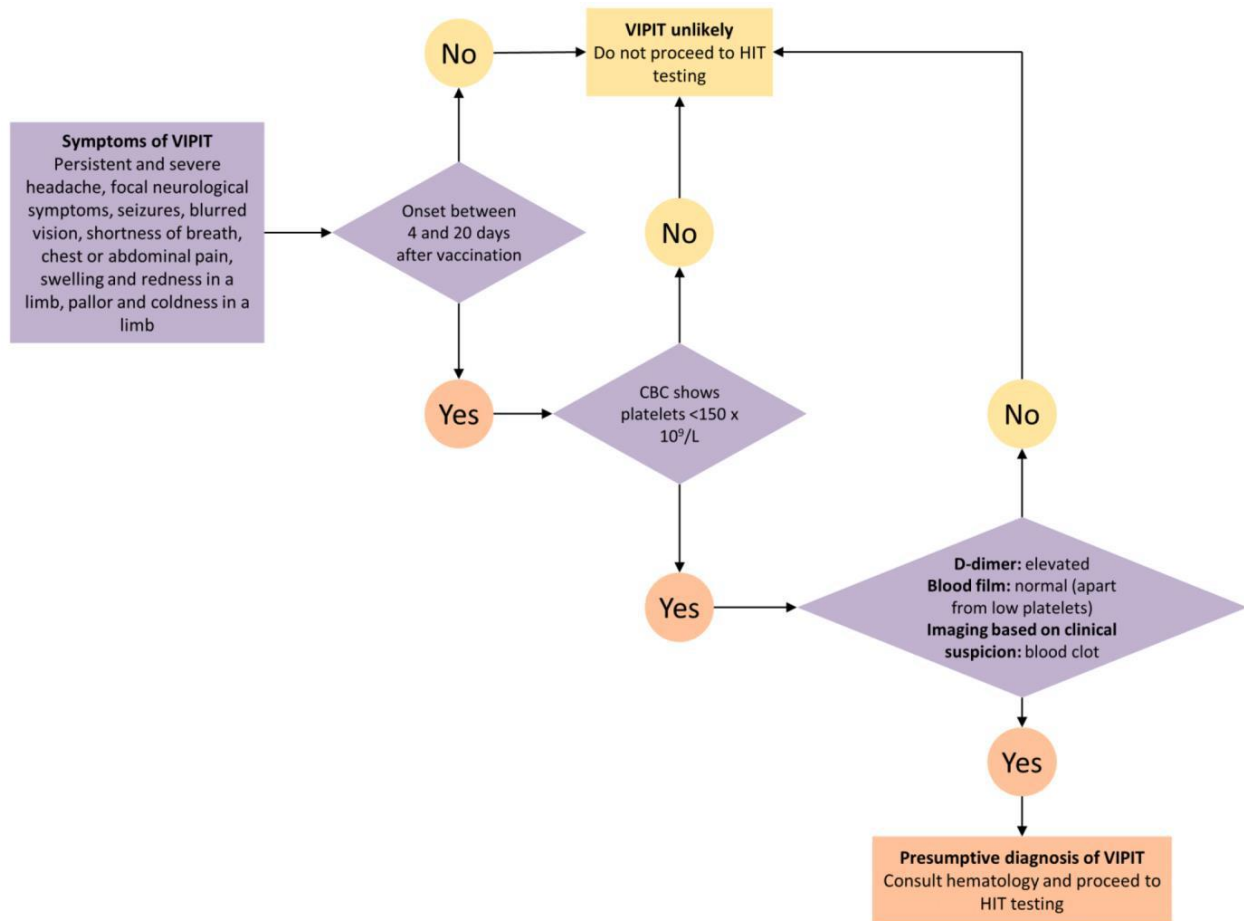 No
VIPIT unlikely
Do not proceed to HIT
testing
Symptoms of VIPIT
Persistent and severe
headache, focal neurological
symptoms, seizures, blurred
vision, shortness of breath,
chest or abdominal pain,
swelling and redness in a
limb, pallor and coldness in a
limb
Onset between
4 and 20 days
after vaccination
No
Yes
CBC shows
platelets <150 x
10⁹/L
No
Yes
D-dimer: elevated
Blood film: normal (apart
from low platelets)
Imaging based on clinical
suspicion: blood clot
Yes
Presumptive diagnosis of VIPIT
Consult hematology and proceed to
HIT testing